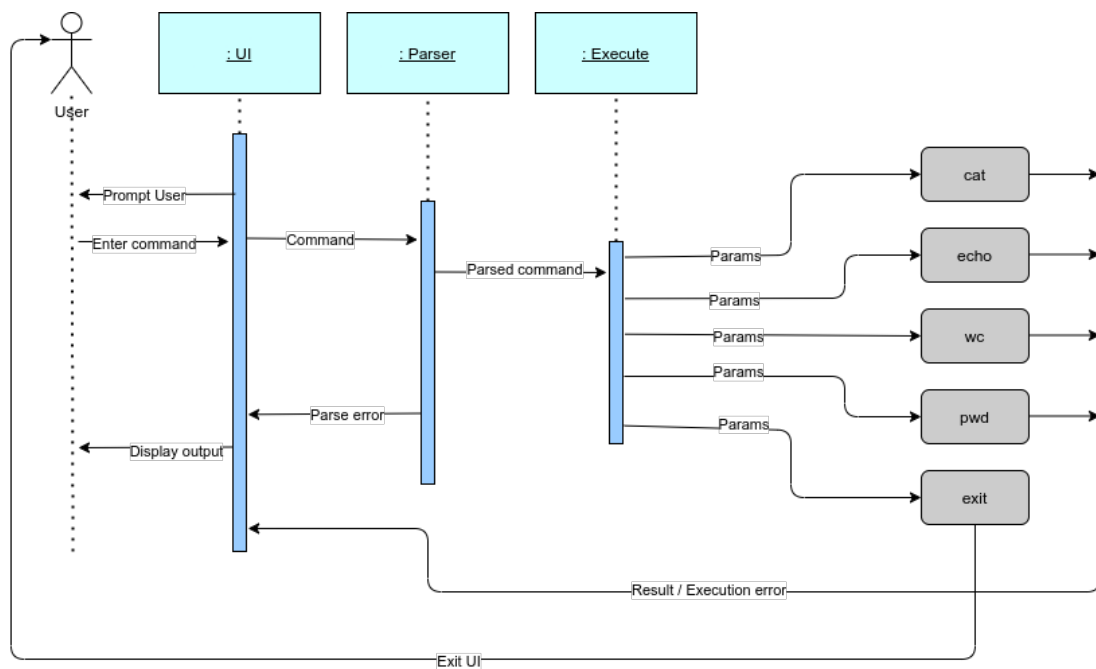 : UI
: Parser
: Execute
User
cat
Prompt User
Enter command
Command
Params
echo
Parsed command
Params
Params
wc
Params
Parse error
pwd
Params
Display output
exit
Result / Execution error
Exit UI